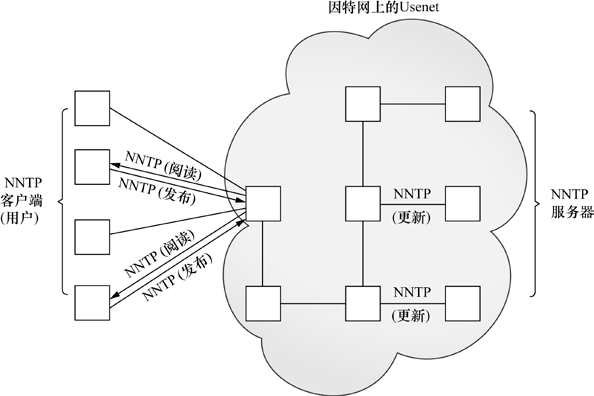 因特网上的Usenet
NNTP
客户端
(用户)
NNTP (阅读)
NNTP (发布)
NNTP (阅读)
NNTP (发布)
NNTP
(更新)
NNTP
(更新)
NNTP
服务器